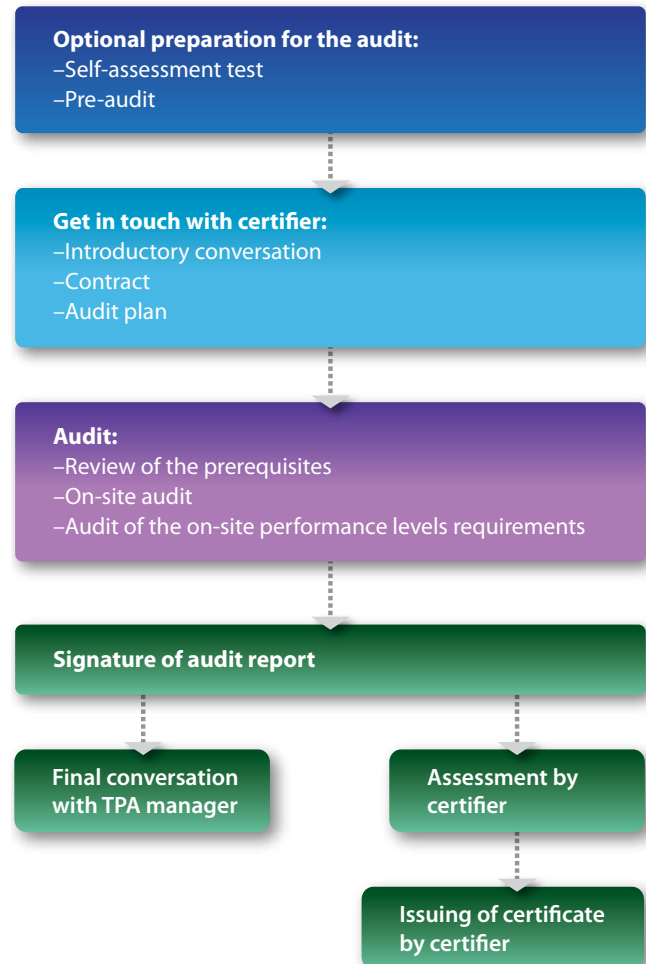 Optional preparation for the audit:
–Self-assessment test
–Pre-audit
Get in touch with certifier:
–Introductory conversation
–Contract
–Audit plan
Audit:
–Review of the prerequisites
–On-site audit
–Audit of the on-site performance levels requirements
Signature of audit report
Final conversation
with TPA manager
Assessment by
certifier
Issuing of certificate
by certifier